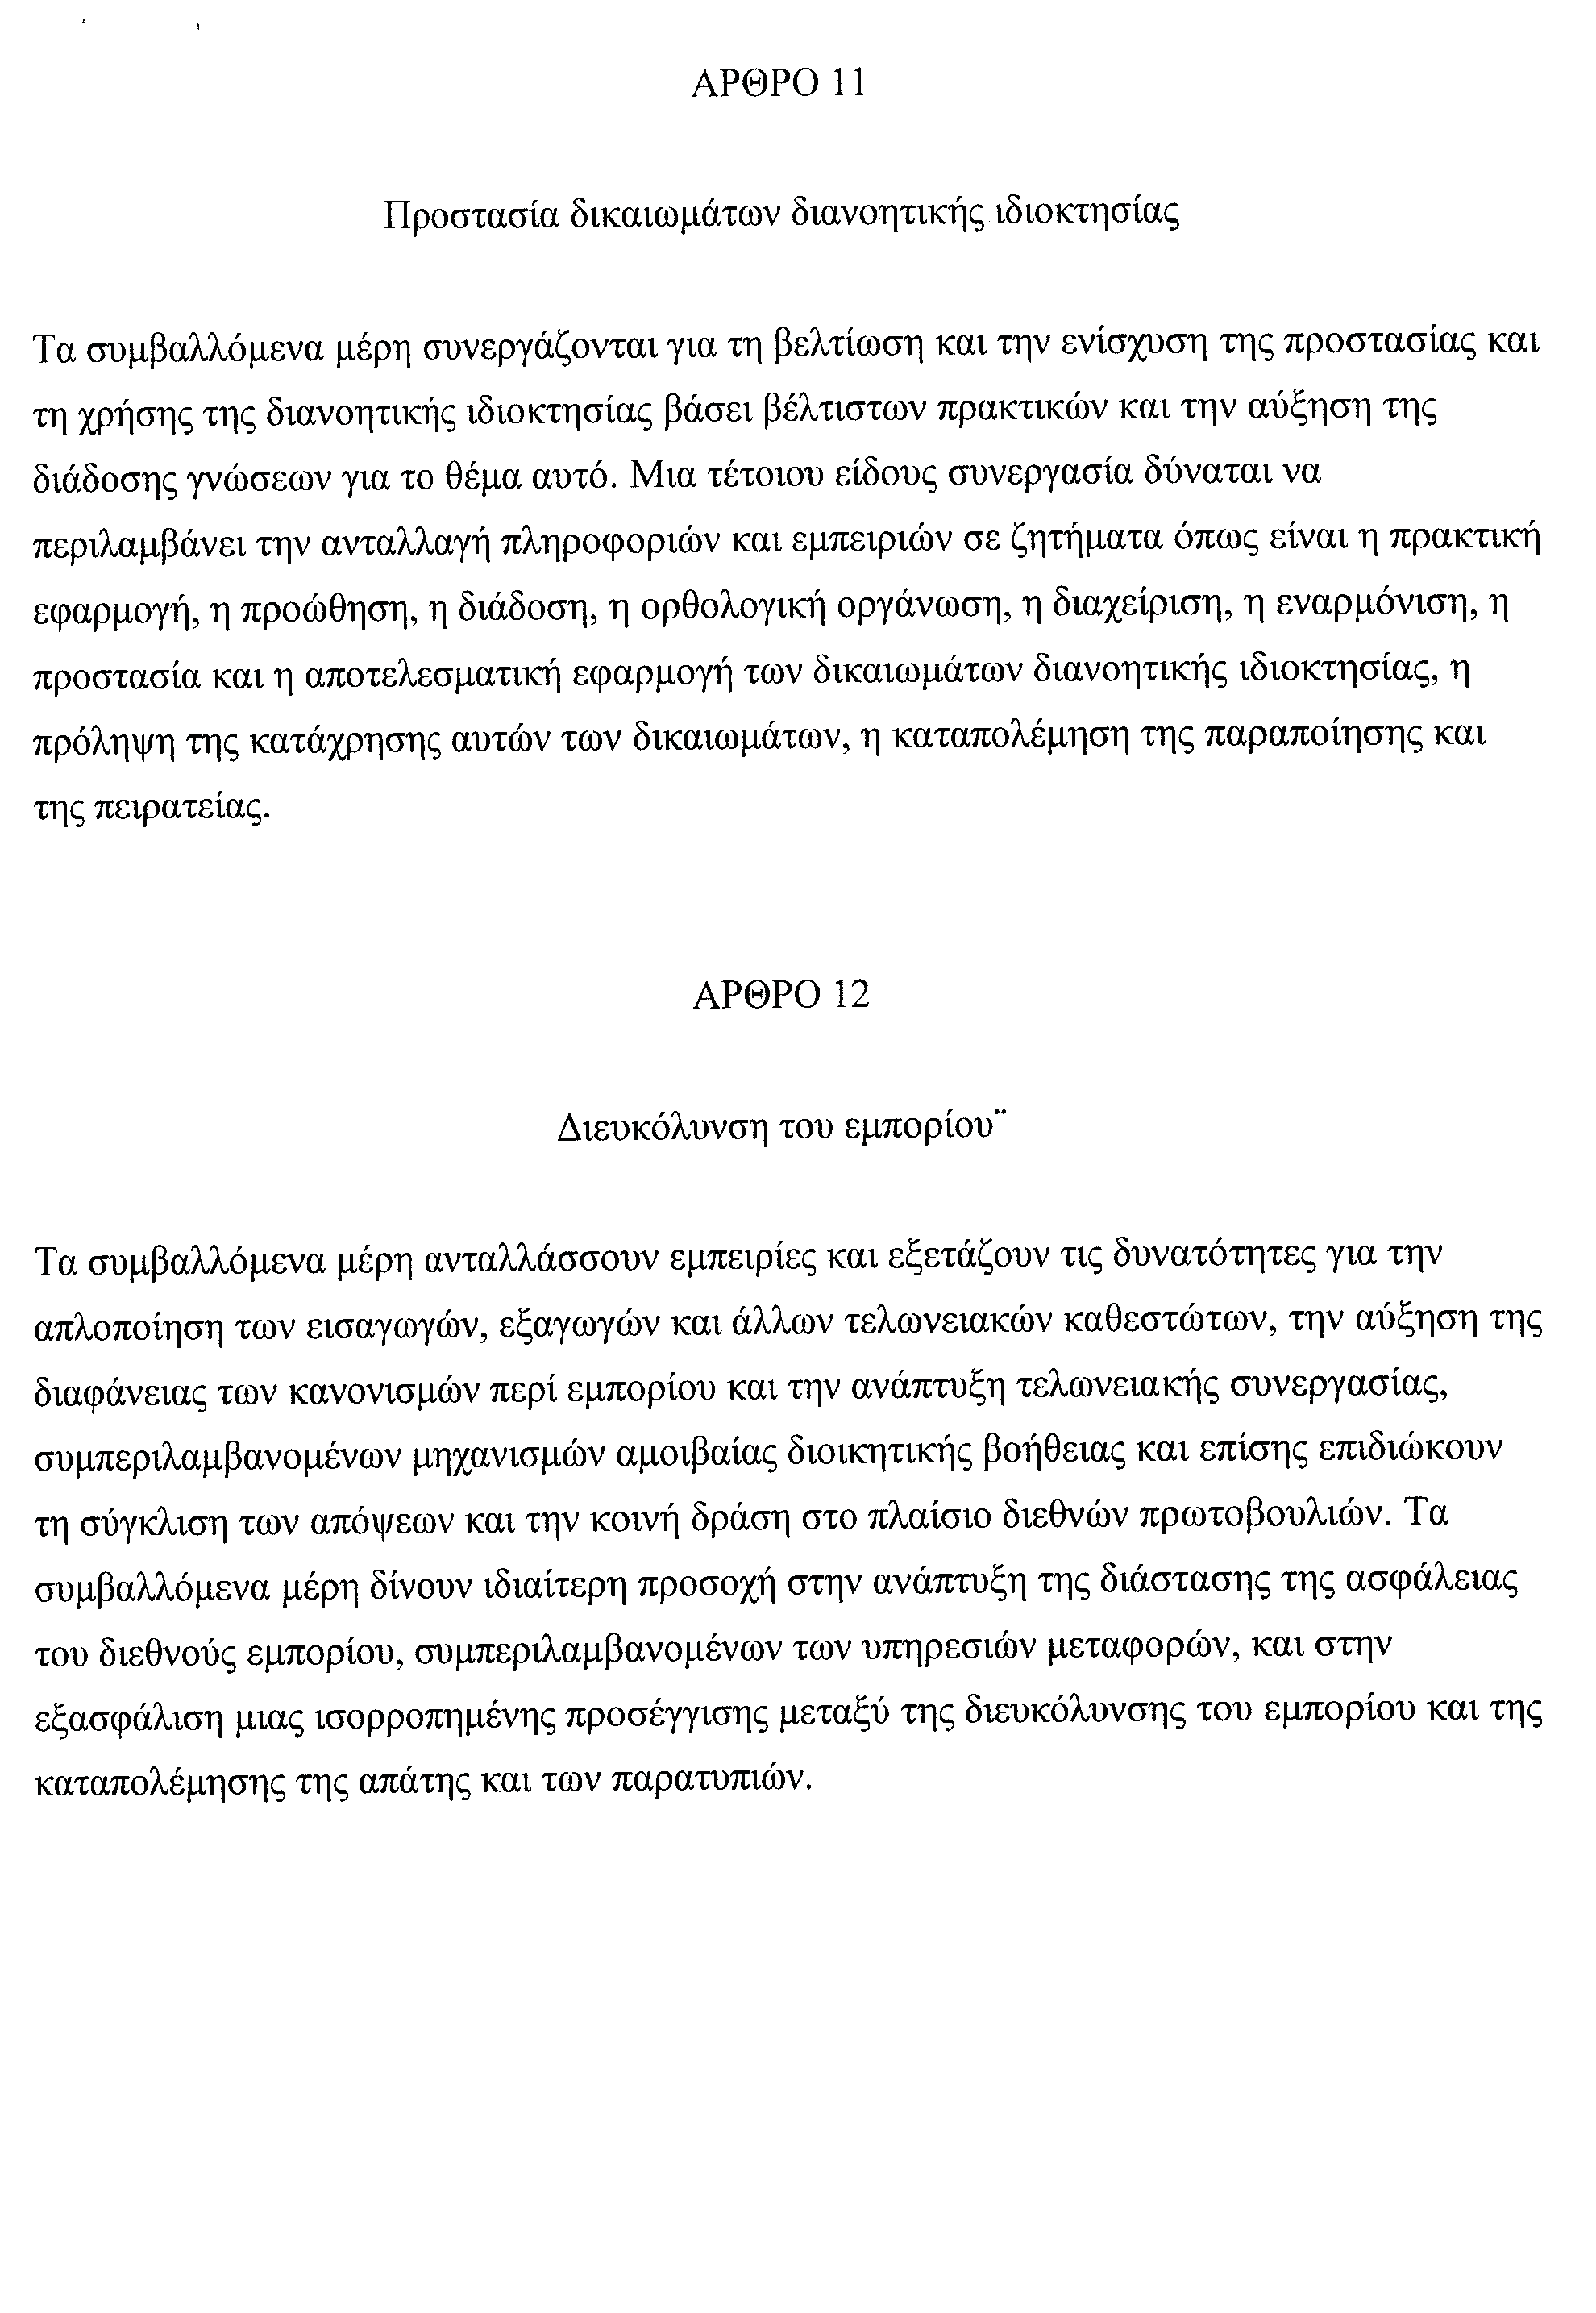 ΑΡΘΡΟ 11
Προστασία δικαιωμάτων διανοητικής ιδιοκτησίας
Τα συμβαλλόμενα μέρη συνεργάζονται για τη βελτίωση και την ενίσχυση της προστασίας και
τη χρήσης της διανοητικής ιδιοκτησίας βάσει βέλτιστων πρακτικών και την αύξηση της
διάδοσης γνώσεων για το θέμα αυτό. Μια τέτοιου είδους συνεργασία δύναται να
περιλαμβάνει την ανταλλαγή πληροφοριών και εμπειριών σε ζητήματα όπως είναι η πρακτική
εφαρμογή, η προώθηση, η διάδοση, η ορθολογική οργάνωση, η διαχείριση, η εναρμόνιση, η
προστασία και η αποτελεσματική εφαρμογή των δικαιωμάτων διανοητικής ιδιοκτησίας, η
πρόληψη της κατάχρησης αυτών των δικαιωμάτων, η καταπολέμηση της παραποίησης και
της πειρατείας.
ΑΡΘΡΟ 12
Διευκόλυνση του εμπορίου¨
Τα συμβαλλόμενα μέρη ανταλλάσσουν εμπειρίες και εξετάζουν τις δυνατότητες για την
απλοποίηση των εισαγωγών, εξαγωγών και άλλων τελωνειακών καθεστώτων, την αύξηση της
διαφάνειας των κανονισμών περί εμπορίου και την ανάπτυξη τελωνειακής συνεργασίας,
συμπεριλαμβανομένων μηχανισμών αμοιβαίας διοικητικής βοήθειας και επίσης επιδιώκουν
τη σύγκλιση των απόψεων και την κοινή δράση στο πλαίσιο διεθνών πρωτοβουλιών. Τα
συμβαλλόμενα μέρη δίνουν ιδιαίτερη προσοχή στην ανάπτυξη της διάστασης της ασφάλειας
του διεθνούς εμπορίου, συμπεριλαμβανομένων των υπηρεσιών μεταφορών, και στην
εξασφάλιση μιας ισορροπημένης προσέγγισης μεταξύ της διευκόλυνσης του εμπορίου και της
καταπολέμησης της απάτης και των παρατυπιών.